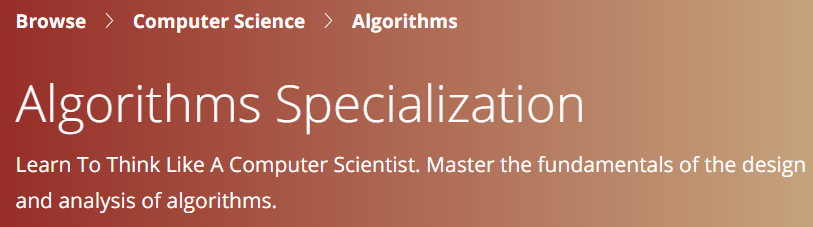 Browse > Computer Science > Algorithms
Algorithms Specialization
Learn To Think Like A Computer Scientist. Master the fundamentals of the design
and analysis of algorithms.